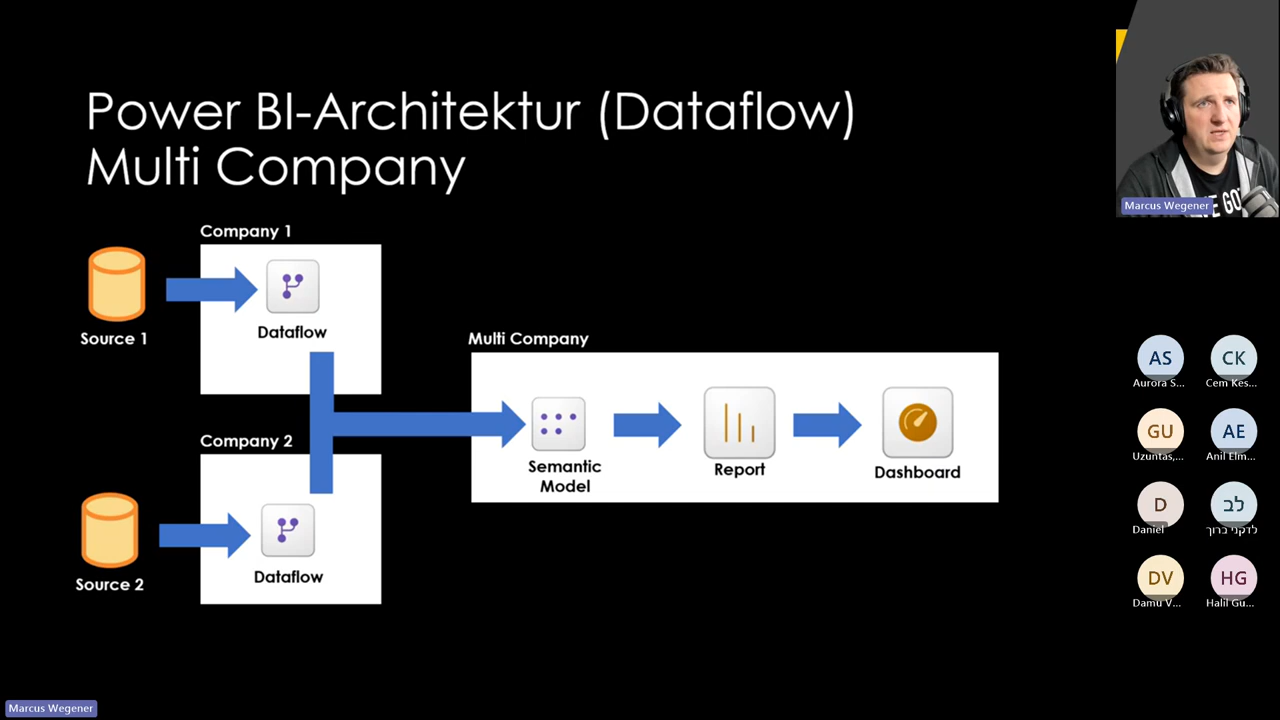 Power BI-Architektur (Dataflow)
Multi Company
Company 1
Source 1
Dataflow
Multi Company
Company 2
Semantic
Model
Report
Dashboard
Source 2
Dataflow
Marcus Wegener
AS
CK
Aurora S...
Cem Kes...
GU
AE
Uzuntas,...
Anil Elm...
D
לב
Daniel
לדקני ברוך
DV
HG
Damu V...
Halil Gu...
Marcus Wegener